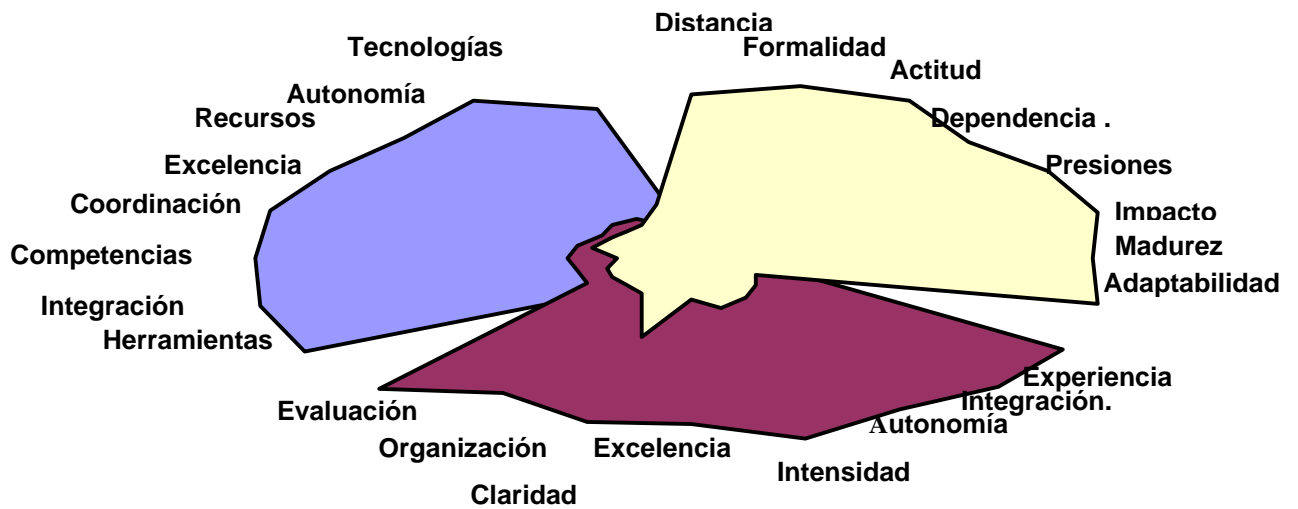 Distancia
Tecnologías
Formalidad
Actitud
Autonomía
Recursos
Dependencia .
Excelencia
Presiones
Coordinación
Impacto
Competencias
Madurez
Adaptabilidad
Integración
Herramientas
Experiencia
Integración.
Evaluación
Autonomía
Organización
Excelencia
Intensidad
Claridad